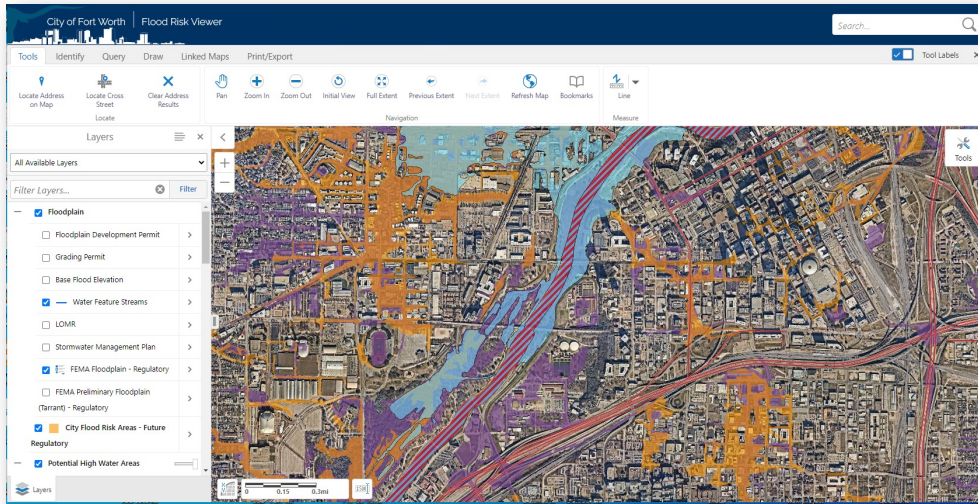 City of Fort Worth | Flood Risk Viewer
Search...
Tools Identify Query Draw Linked Maps Print/Export
Tool Labels
Locate Address on Map
Locate Cross Street
Clear Address Results
Pan
Zoom In
Zoom Out
Initial View
Full Extent
Previous Extent
Next Extent
Refresh Map
Bookmarks
Line
Locate
Navigation
Measure
Layers
All Available Layers
Filter Layers...
Filter
Floodplain
Floodplain Development Permit
Grading Permit
Base Flood Elevation
Water Feature Streams
LOMR
Stormwater Management Plan
FEMA Floodplain - Regulatory
FEMA Preliminary Floodplain
(Tarrant) - Regulatory
City Flood Risk Areas - Future
Regulatory
Potential High Water Areas
Layers
Tools
0 0.15 0.3mi